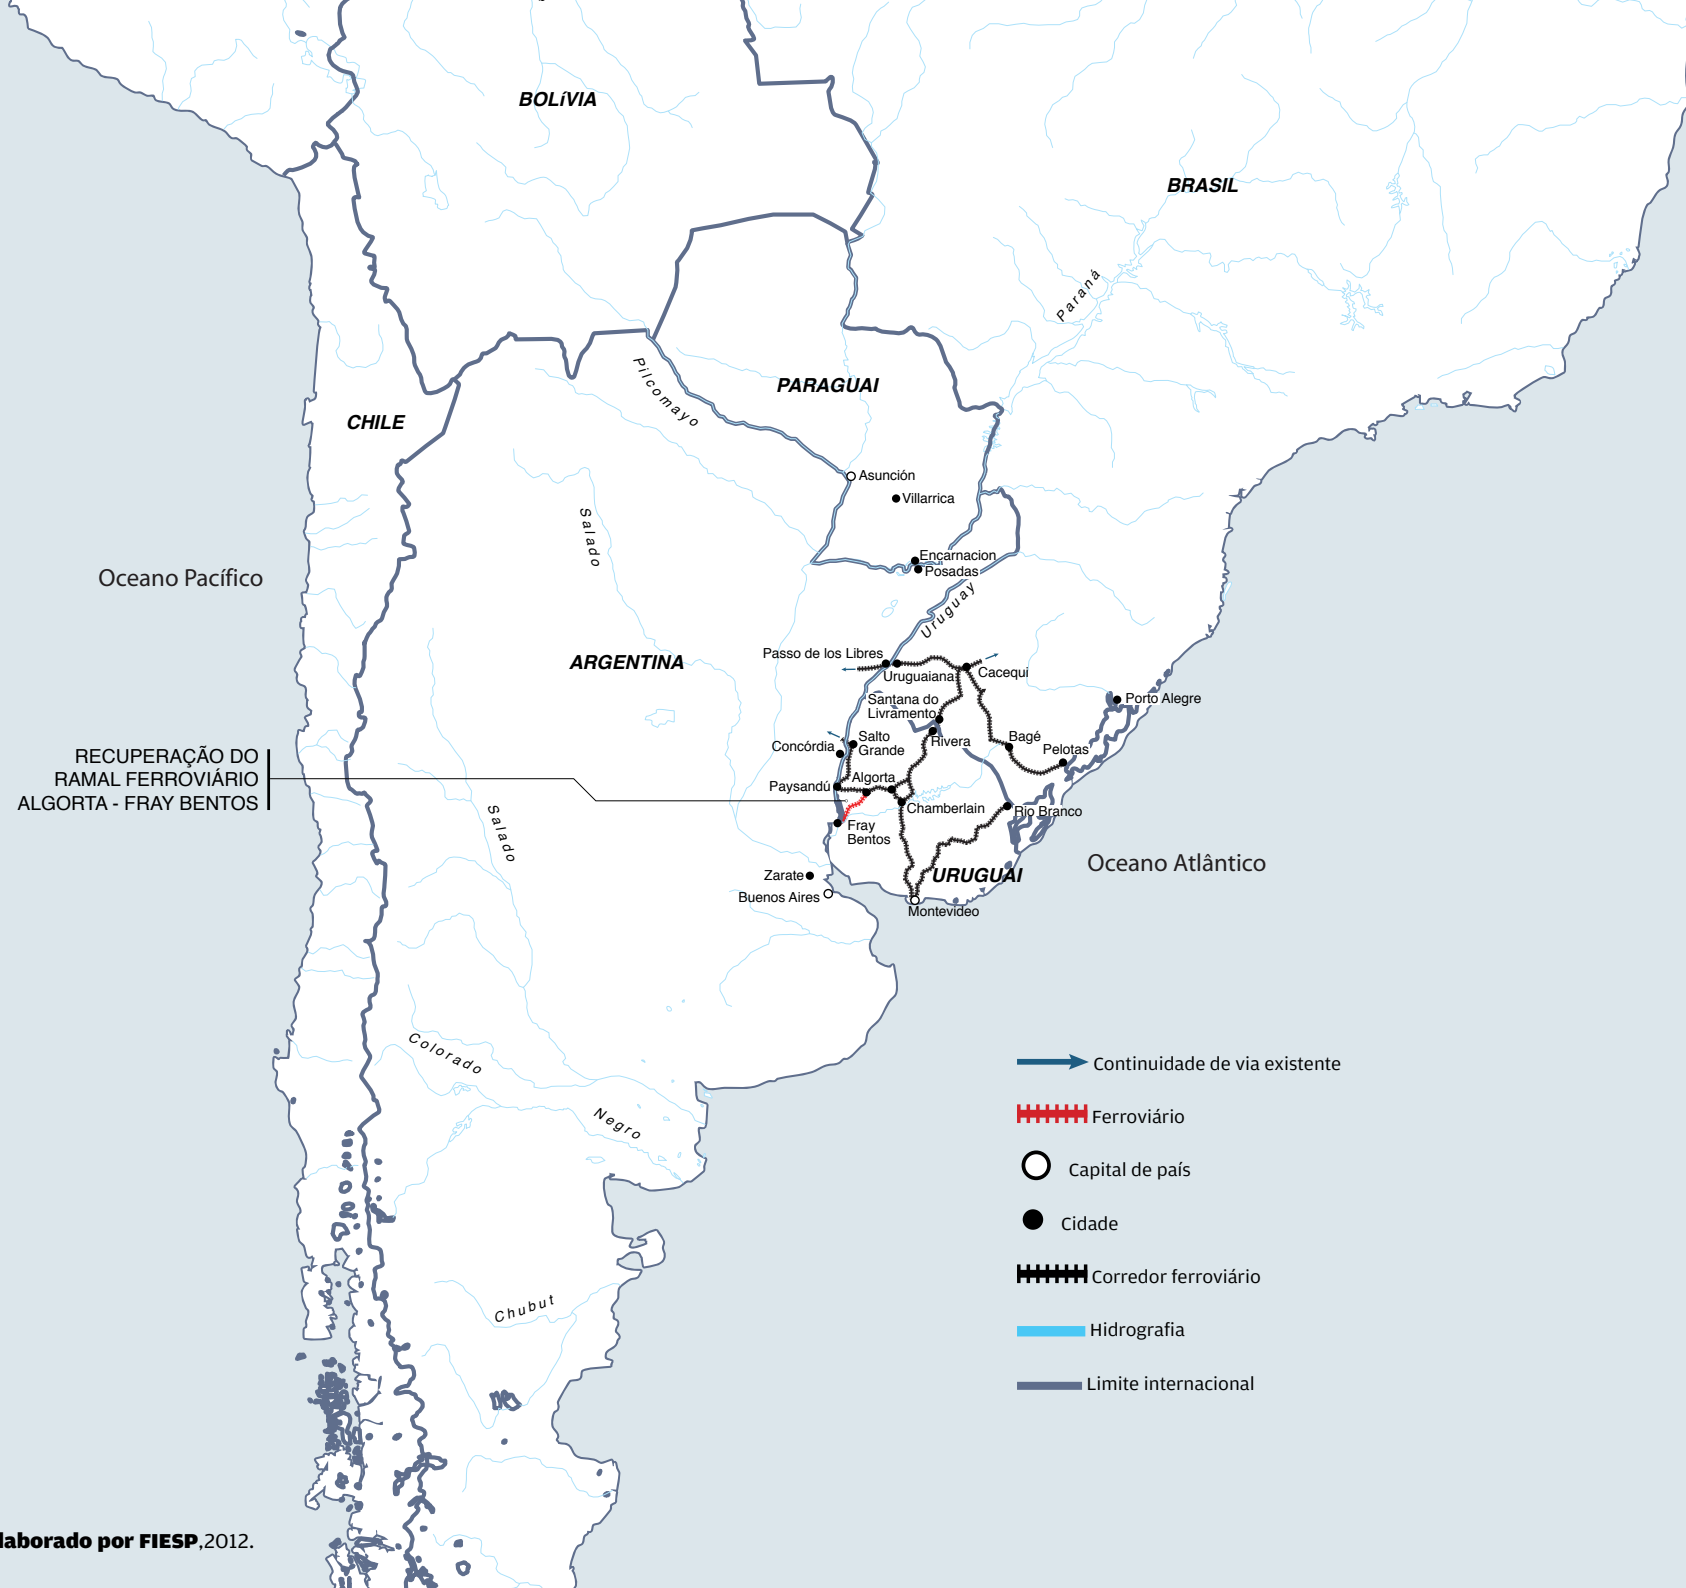 BOLíVIA
BRASIL
Paraná
Pilcomayo
PARAGUAI
CHILE
Asunción
Villarrica
Salado
Encarnacion
Posadas
Oceano Pacífico
Uruguay
ARGENTINA
Passo de los Libres
Uruguaiana
Cacequi
Santana do
Livramento
Porto Alegre
Rivera
Salto
Grande
Concórdia
Bagé
Pelotas
RECUPERAÇÃO DO
RAMAL FERROVIÁRIO
ALGORTA - FRAY BENTOS
Paysandú
Algorta
Chamberlain
Rio Branco
Fray
Bentos
Salado
Zarate
Buenos Aires
URUGUAI
Montevideo
Oceano Atlântico
Colorado
Negro
Chubut
Continuidade de via existente
Ferroviário
Capital de país
Cidade
Corredor ferroviário
Hidrografia
Limite internacional
laborado por FIESP,2012.